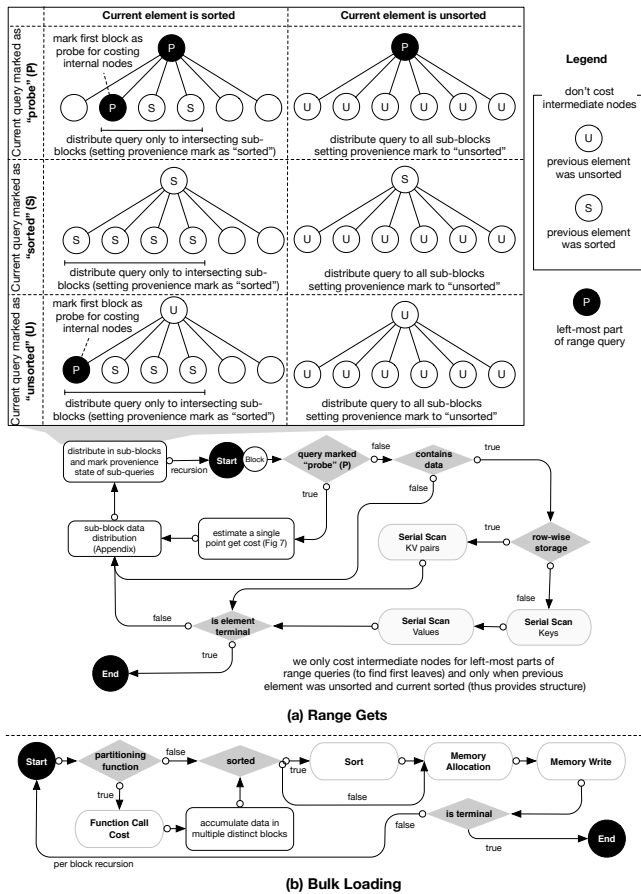 Current element is sorted
Current element is unsorted
Current query marked as
"probe" (P)
mark first block as
probe for costing
internal nodes
P
P
S
S
distribute query only to intersecting sub-
blocks (setting provenience mark as "sorted")
P
U
U
U
U
U
U
distribute query to all sub-blocks
setting provenience mark to "unsorted"
Current query marked as
"sorted" (S)
S
S
S
S
S
distribute query only to intersecting sub-
blocks (setting provenience mark as "sorted")
S
U
U
U
U
U
U
distribute query to all sub-blocks
setting provenience mark to "unsorted"
Current query marked as
"unsorted" (U)
mark first block as
probe for costing
internal nodes
U
P
S
S
S
distribute query only to intersecting sub-
blocks (setting provenience mark as "sorted")
U
U
U
U
U
U
U
distribute query to all sub-blocks
setting provenience mark to "unsorted"
Legend
don't cost
intermediate nodes
U
previous element
was unsorted
S
previous element
was sorted
P
left-most part
of range query
distribute in sub-blocks
and mark provenience
state of sub-queries
recursion
Start
Block
query marked
"probe" (P)
false
true
contains
data
true
false
sub-block data
distribution
(Appendix)
estimate a single
point get cost (Fig 7)
Serial Scan
KV pairs
true
row-wise
storage
false
false
is element
terminal
true
Serial Scan
Values
Serial Scan
Keys
End
we only cost intermediate nodes for left-most parts of
range queries (to find first leaves) and only when previous
element was unsorted and current sorted (thus provides structure)
(a) Range Gets
Start
partitioning
function
false
true
sorted
true
false
Sort
Memory
Allocation
Memory Write
Function Call
Cost
accumulate data in
multiple distinct blocks
false
is terminal
true
End
per block recursion
(b) Bulk Loading